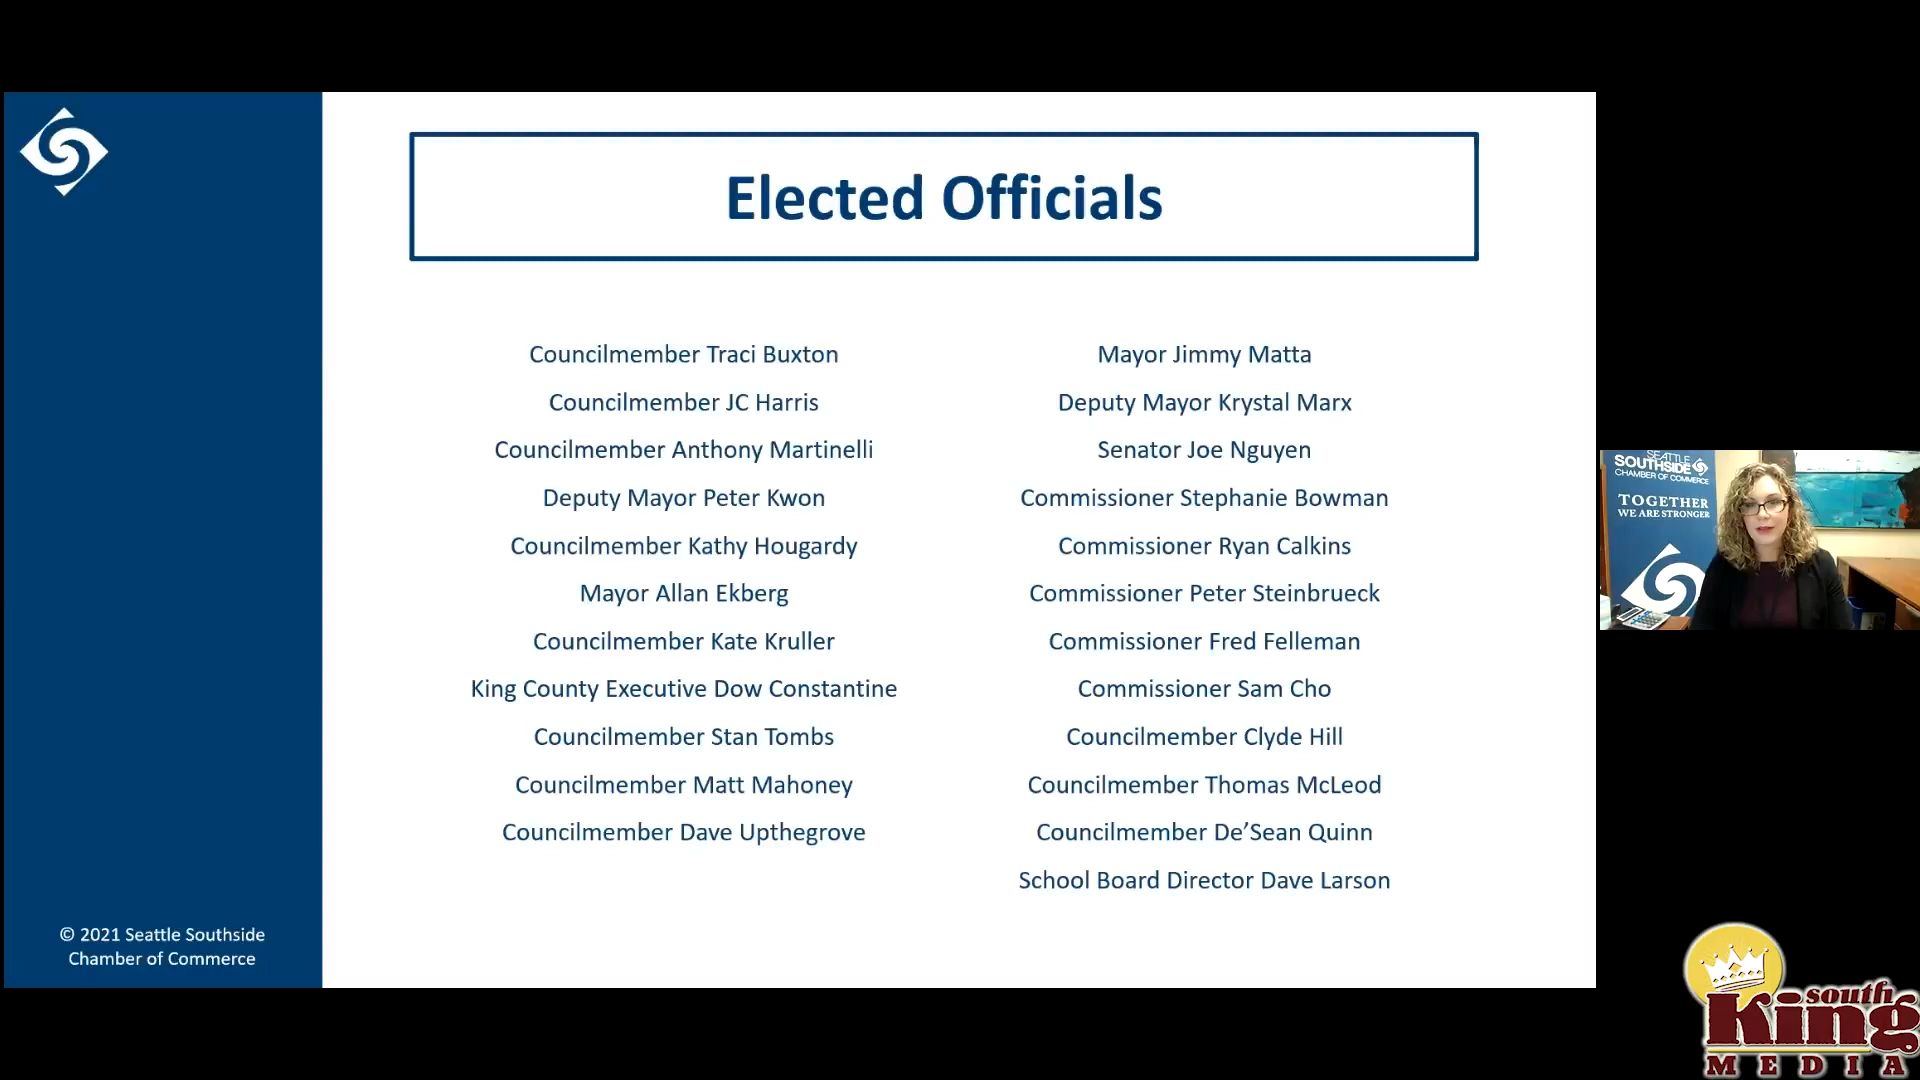 Elected Officials
Councilmember Traci Buxton
Councilmember JC Harris
Councilmember Anthony Martinelli
Deputy Mayor Peter Kwon
Councilmember Kathy Hougardy
Mayor Allan Ekberg
Councilmember Kate Kruller
King County Executive Dow Constantine
Councilmember Stan Tombs
Councilmember Matt Mahoney
Councilmember Dave Upthegrove
Mayor Jimmy Matta
Deputy Mayor Krystal Marx
Senator Joe Nguyen
Commissioner Stephanie Bowman
Commissioner Ryan Calkins
Commissioner Peter Steinbrueck
Commissioner Fred Felleman
Commissioner Sam Cho
Councilmember Clyde Hill
Councilmember Thomas McLeod
Councilmember De’Sean Quinn
School Board Director Dave Larson
© 2021 Seattle Southside
Chamber of Commerce
SEATTLE
SOUTHSIDE
CHAMBER OF COMMERCE
TOGETHER
WE ARE STRONGER
south
King
MEDIA